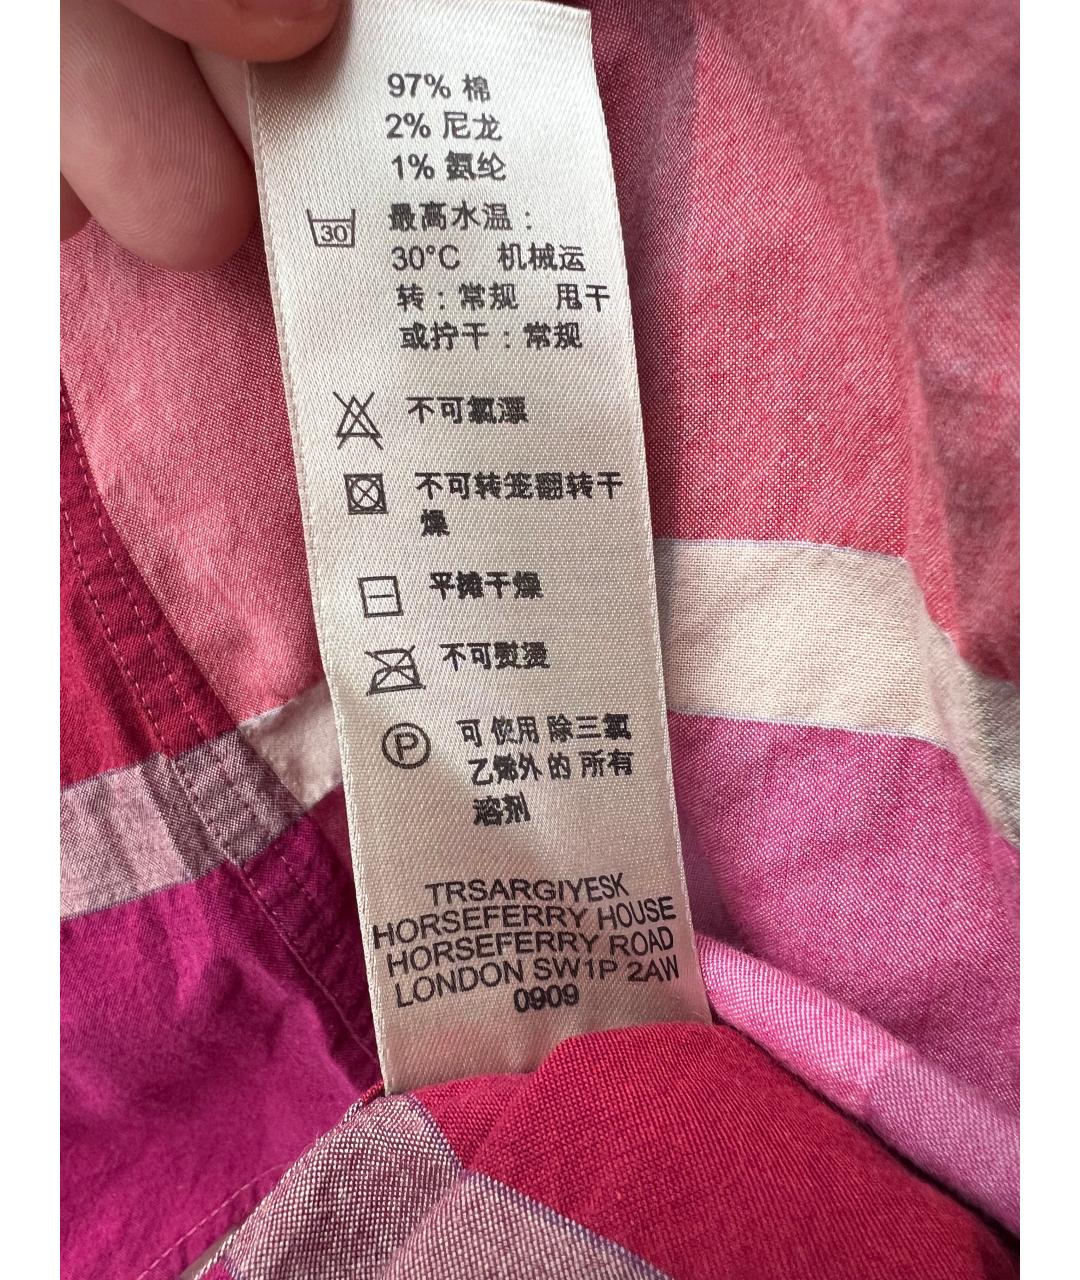 97% 棉
2% 尼龙
1% 氨纶
30 最高水温：
30°C 机械运
转：常规 甩干
或拧干：常规
不可氯漂
不可转笼翻转干
燥
平摊干燥
不可熨烫
P 可使用除三氯
乙烯外的所有
溶剂
TRSARGIYESK
HORSEFERRY HOUSE
HORSEFERRY ROAD
LONDON SW1P 2AW
0909